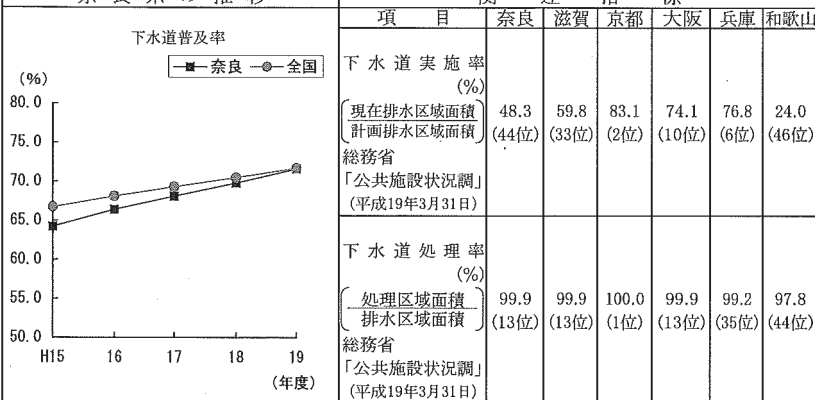 奈良県の推移
関連指標
下水道普及率
奈良 全国
(%)
80.0
75.0
70.0
65.0
60.0
55.0
50.0
H15 16 17 18 19
(年度)
項 目 奈良 滋賀 京都 大阪 兵庫 和歌山
下水道実施率
(%)
現在排水区域面積 48.3 59.8 83.1 74.1 76.8 24.0
計画排水区域面積 (44位) (33位) (2位) (10位) (6位) (46位)
総務省
「公共施設状況調」
(平成19年3月31日)
下水道処理率
(%)
処理区域面積 99.9 99.9 100.0 99.9 99.2 97.8
排水区域面積 (13位) (13位) (1位) (13位) (35位) (44位)
総務省
「公共施設状況調」
(平成19年3月31日)